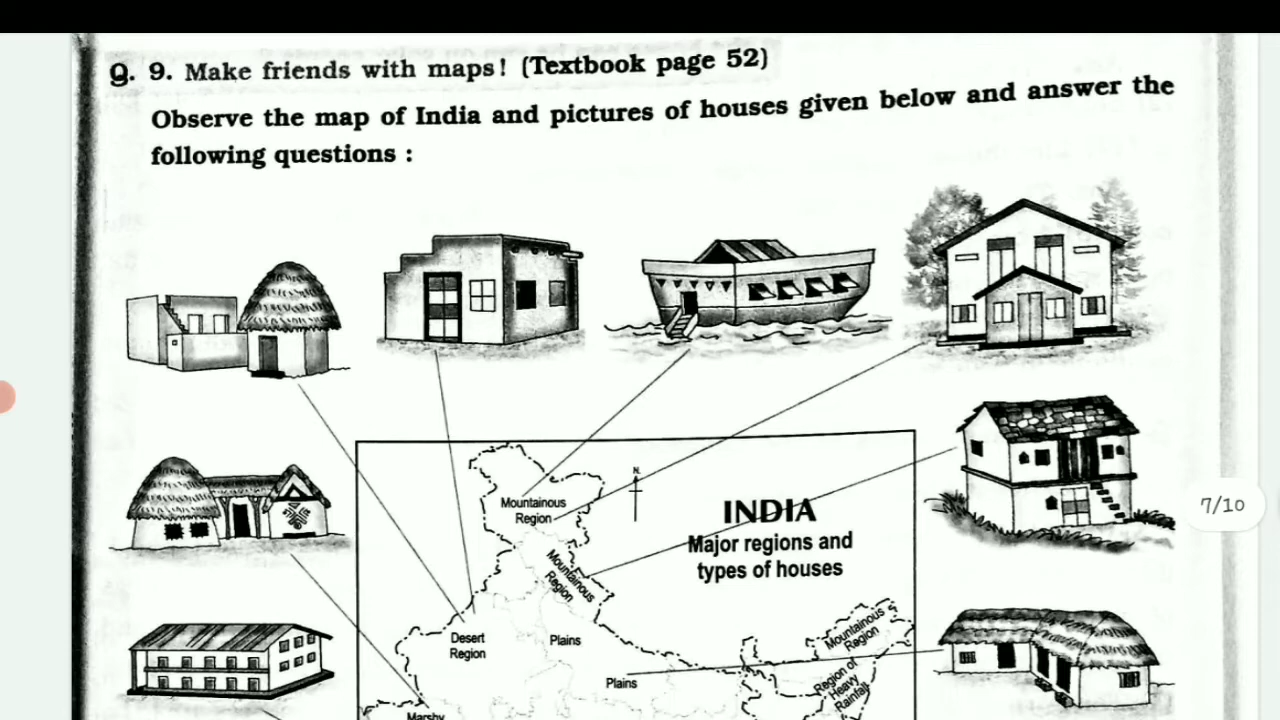 Q. 9. Make friends with maps! (Textbook page 52)
Observe the map of India and pictures of houses given below and answer the
following questions :
N.
Mountainous
Region
INDIA
Major regions and
types of houses
Mountainous
Region
Desert
Region
Plains
Mountainous
Region
Plains
Region of
Heavy
Rainfall
Marshy
7/10